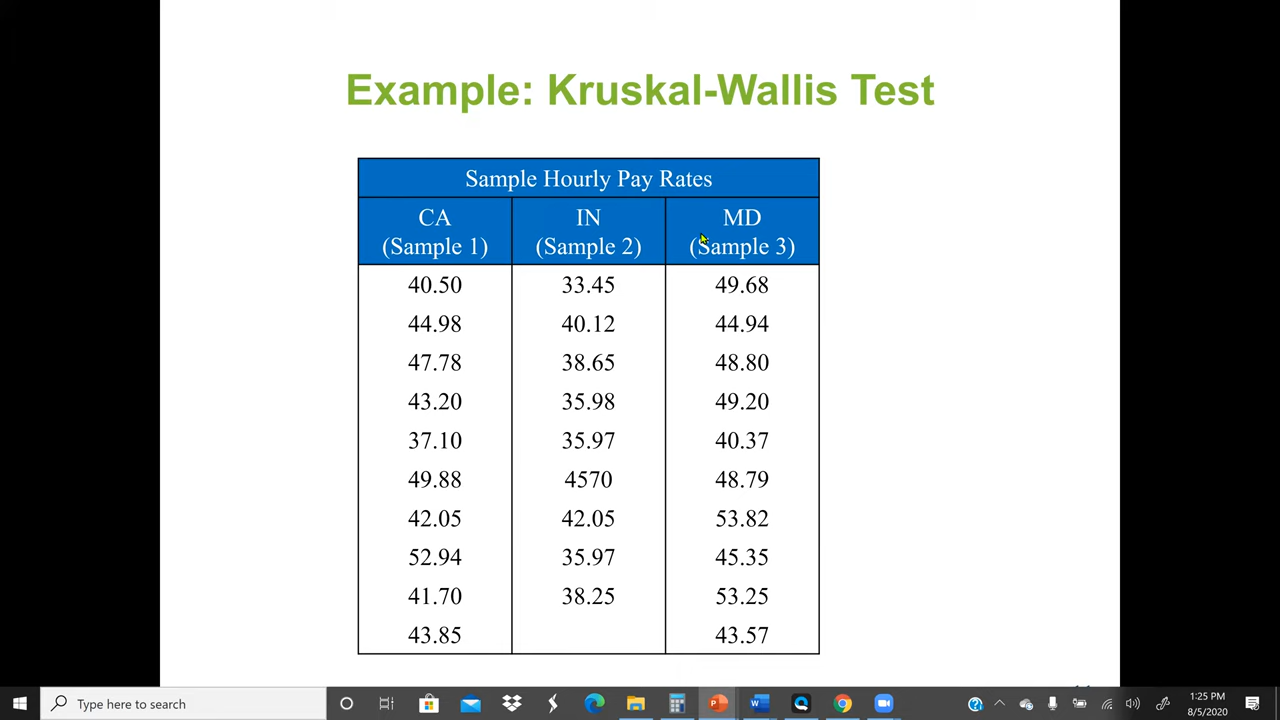 Example: Kruskal-Wallis Test
Sample Hourly Pay Rates
CA IN MD
(Sample 1) (Sample 2) (Sample 3)
40.50 33.45 49.68
44.98 40.12 44.94
47.78 38.65 48.80
43.20 35.98 49.20
37.10 35.97 40.37
49.88 4570 48.79
42.05 42.05 53.82
52.94 35.97 45.35
41.70 38.25 53.25
43.85 43.57
Type here to search
1:25 PM
8/5/2020